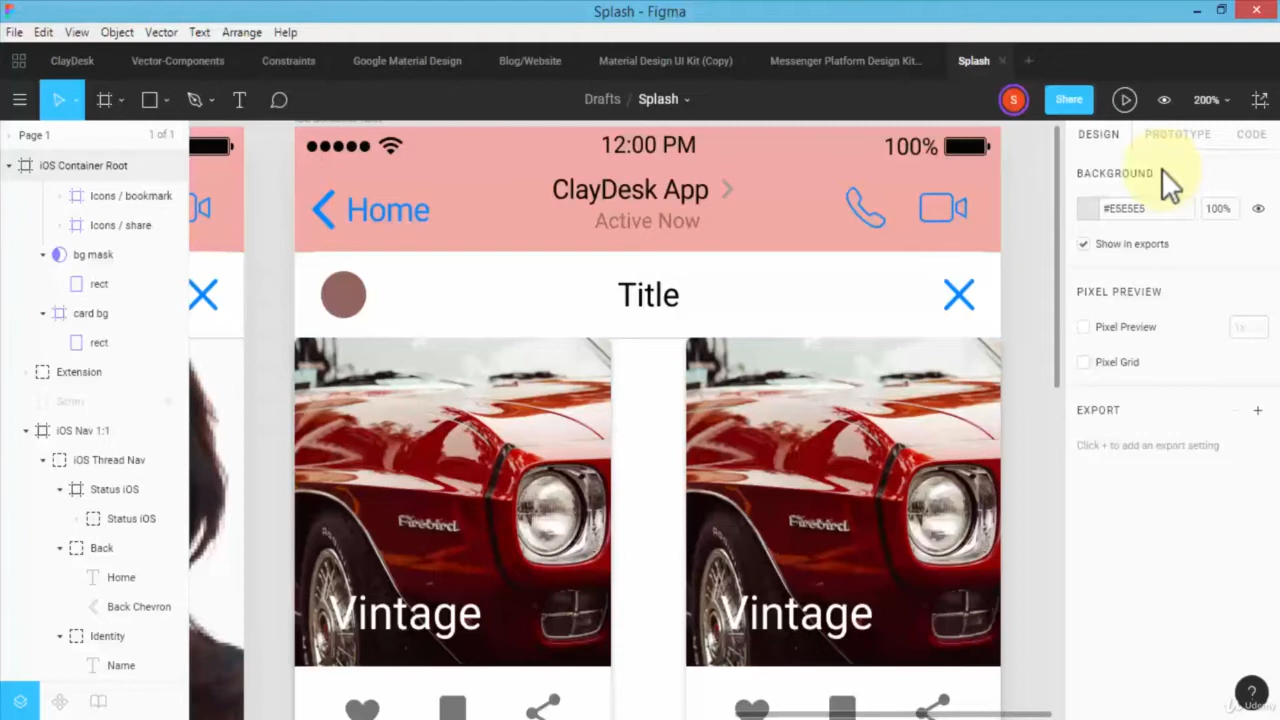 Splash - Figma
File Edit View Object Vector Text Arrange Help
ClayDesk Vector-Components Constraints Google Material Design Blog/Website Material Design UI Kit (Copy) Messenger Platform Design Kit... Splash
Drafts / Splash S Share 200%
Page 1 1 of 1
iOS Container Root
Icons / bookmark
Icons / share
bg mask
rect
card bg
rect
Extension
iOS Nav 1:1
iOS Thread Nav
Status iOS
Status iOS
Back
Home
Back Chevron
Identity
Name
12:00 PM 100%
Home ClayDesk App
Active Now
Title
Firebird
Vintage
Firebird
Vintage
DESIGN PROTOTYPE CODE
BACKGROUND
#E5E5E5 100%
Show in exports
PIXEL PREVIEW
Pixel Preview
Pixel Grid
EXPORT
Click + to add an export setting
?
Udemy